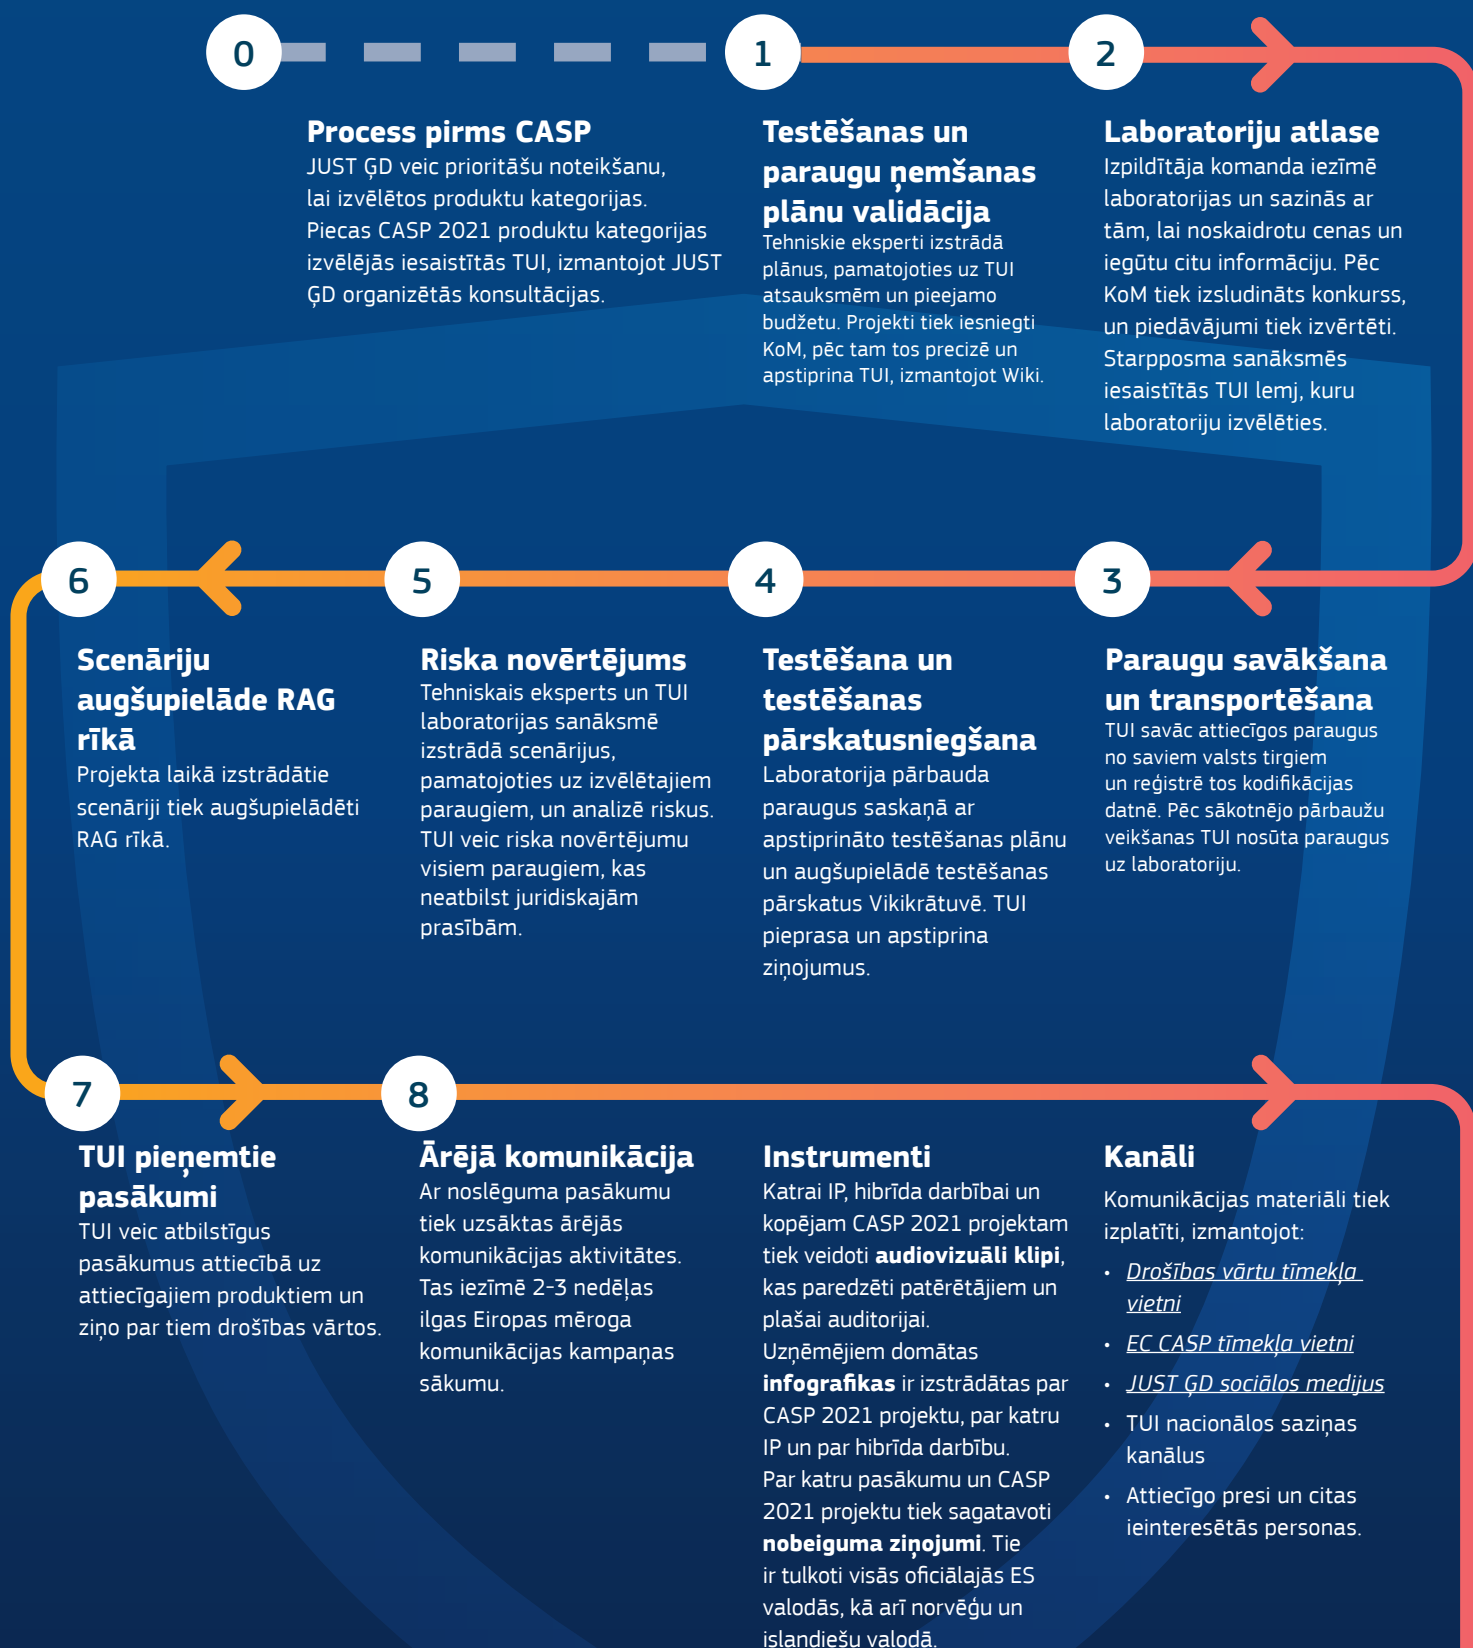 0
Process pirms CASP
JUST ĢD veic prioritāšu noteikšanu,
lai izvēlētos produktu kategorijas.
Piecas CASP 2021 produktu kategorijas
izvēlējās iesaistītās TUI, izmantojot JUST
ĢD organizētās konsultācijas.
1
Testēšanas un
paraugu ņemšanas
plānu validācija
Tehniskie eksperti izstrādā
plānus, pamatojoties uz TUI
atsauksmēm un pieejamo
budžetu. Projekti tiek iesniegti
KoM, pēc tam tos precizē un
apstiprina TUI, izmantojot Wiki.
2
Laboratoriju atlase
Izpildītāja komanda iezīmē
laboratorijas un sazinās ar
tām, lai noskaidrotu cenas un
iegūtu citu informāciju. Pēc
KoM tiek izsludināts konkurss,
un piedāvājumi tiek izvērtēti.
Starpposma sanāksmēs
iesaistītās TUI lemj, kuru
laboratoriju izvēlēties.
3
Paraugu savākšana
un transportēšana
TUI savāc attiecīgos paraugus
no saviem valsts tirgiem
un reģistrē tos kodifikācijas
datnē. Pēc sākotnējo pārbaužu
veikšanas TUI nosūta paraugus
uz laboratoriju.
4
Testēšana un
testēšanas
pārskatusniegšana
Laboratorija pārbauda
paraugus saskaņā ar
apstiprināto testēšanas plānu
un augšupielādē testēšanas
pārskatus Vikikrātuvē. TUI
pieprasa un apstiprina
ziņojumus.
5
Riska novērtējums
Tehniskais eksperts un TUI
laboratorijas sanāksmē
izstrādā scenārijus,
pamatojoties uz izvēlētajiem
paraugiem, un analizē riskus.
TUI veic riska novērtējumu
visiem paraugiem, kas
neatbilst juridiskajām
prasībām.
6
Scenāriju
augšupielāde RAG
rīkā
Projekta laikā izstrādātie
scenāriji tiek augšupielādēti
RAG rīkā.
7
TUI pieņemtie
pasākumi
TUI veic atbilstīgus
pasākumus attiecībā uz
attiecīgajiem produktiem un
ziņo par tiem drošības vārtos.
8
Ārējā komunikācija
Ar noslēguma pasākumu
tiek uzsāktas ārējās
komunikācijas aktivitātes.
Tas iezīmē 2-3 nedēļas
ilgas Eiropas mēroga
komunikācijas kampaņas
sākumu.
Instrumenti
Katrai IP, hibrīda darbībai un
kopējam CASP 2021 projektam
tiek veidoti audiovizuāli klipi,
kas paredzēti patērētājiem un
plašai auditorijai.
Uzņēmējiem domātas
infografikas ir izstrādātas par
CASP 2021 projektu, par katru
IP un par hibrīda darbību.
Par katru pasākumu un CASP
2021 projektu tiek sagatavoti
nobeiguma ziņojumi. Tie
ir tulkoti visās oficiālajās ES
valodās, kā arī norvēģu un
islandiešu valodā.
Kanāli
Komunikācijas materiāli tiek
izplatīti, izmantojot:
• Drošības vārtu tīmekļa
vietni
• EC CASP tīmekļa vietni
• JUST ĢD sociālos medijus
• TUI nacionālos saziņas
kanālus
• Attiecīgo presi un citas
ieinteresētās personas.